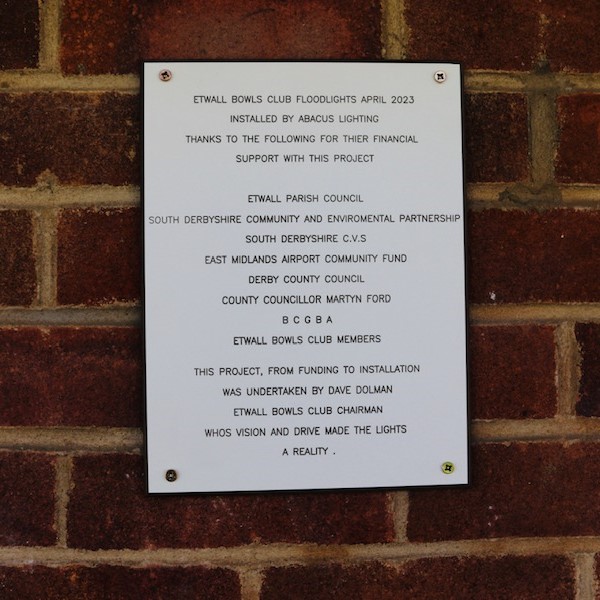 ETWALL BOWLS CLUB FLOODLIGHTS APRIL 2023
INSTALLED BY ABACUS LIGHTING
THANKS TO THE FOLLOWING FOR THIER FINANCIAL
SUPPORT WITH THIS PROJECT
ETWALL PARISH COUNCIL
SOUTH DERBYSHIRE COMMUNITY AND ENVIROMENTAL PARTNERSHIP
SOUTH DERBYSHIRE C.V.S
EAST MIDLANDS AIRPORT COMMUNITY FUND
DERBY COUNTY COUNCIL
COUNTY COUNCILLOR MARTYN FORD
B C G B A
ETWALL BOWLS CLUB MEMBERS
THIS PROJECT, FROM FUNDING TO INSTALLATION
WAS UNDERTAKEN BY DAVE DOLMAN
ETWALL BOWLS CLUB CHAIRMAN
WHOS VISION AND DRIVE MADE THE LIGHTS
A REALITY .